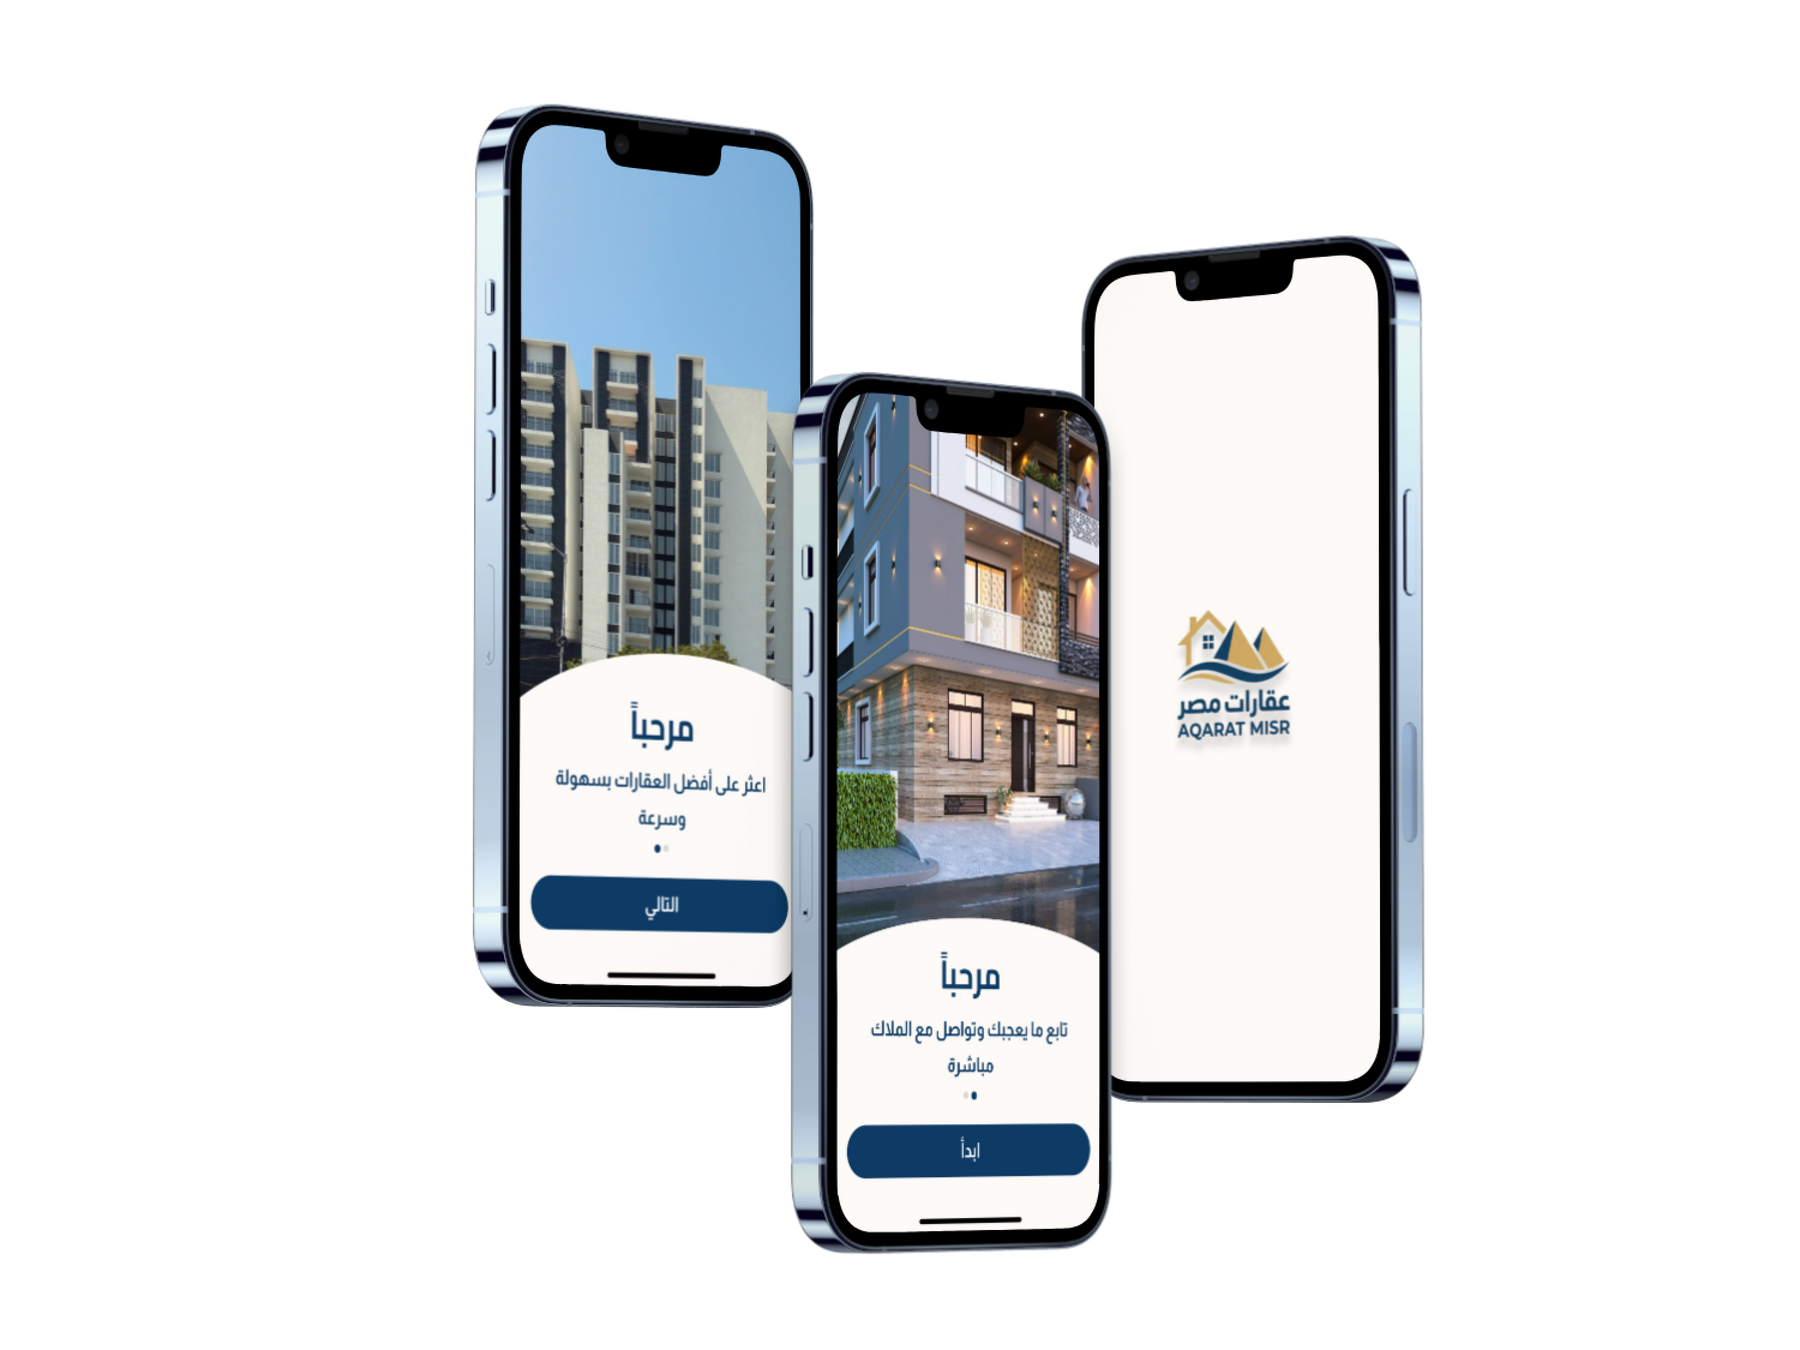 مرحباً
اعثر على أفضل العقارات بسهولة
وسرعة
التالي
مرحباً
تابع ما يعجبك وتواصل مع الملاك
مباشرة
ابدأ
عقارات مصر
AQARAT MISR